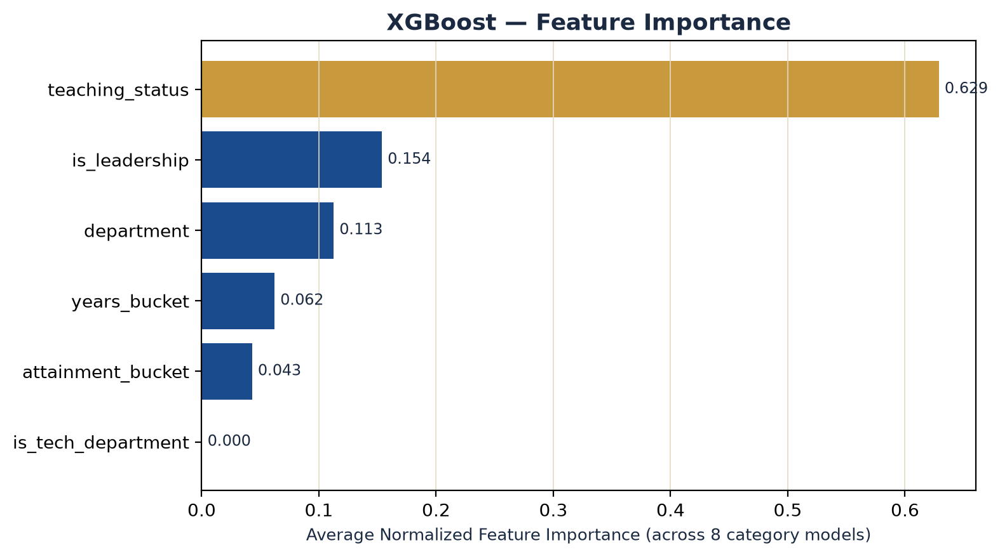 XGBoost — Feature Importance
teaching_status
0.629
is_leadership
0.154
department
0.113
years_bucket
0.062
attainment_bucket
0.043
is_tech_department
0.000
0.0 0.1 0.2 0.3 0.4 0.5 0.6
Average Normalized Feature Importance (across 8 category models)